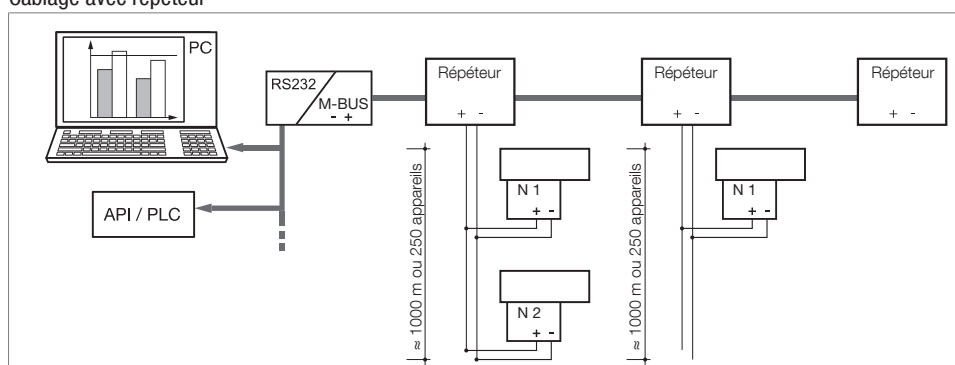 Câblage avec répéteur
PC
RS232
M-BUS
- +
API / PLC
Répéteur
+ -
Répéteur
+ -
Répéteur
+ -
≈ 1000 m ou 250 appareils
N 1
+ -
N 2
+ -
≈ 1000 m ou 250 appareils
N 1
+ -